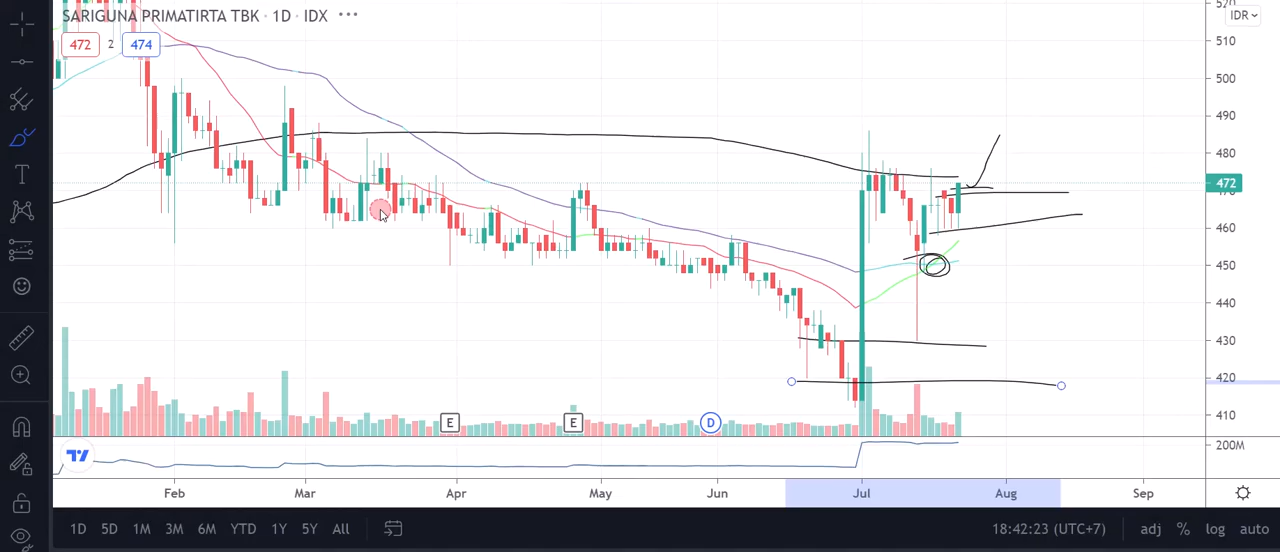 SARIGUNA PRIMATIRTA TBK · 1D · IDX ···
IDR
472 2 474
520
510
500
490
480
472
470
460
450
440
430
420
410
E E D
200M
Feb Mar Apr May Jun Jul Aug Sep
1D 5D 1M 3M 6M YTD 1Y 5Y All 18:42:23 (UTC+7) adj % log auto